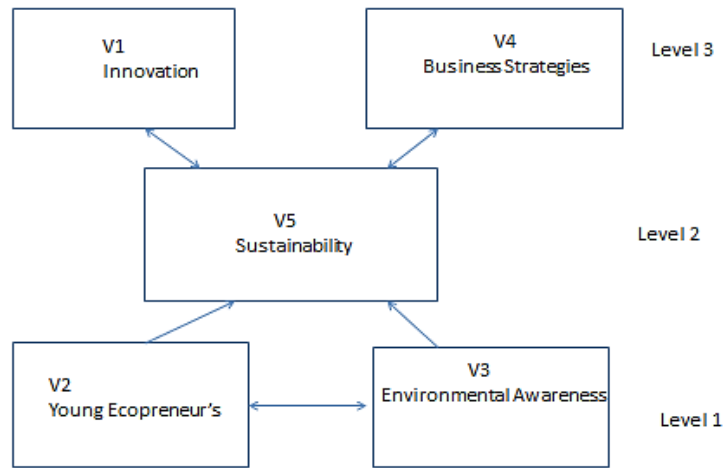 V1
Innovation
V4
Business Strategies
Level 3
V5
Sustainability
Level 2
V2
Young Ecopreneur's
V3
Environmental Awareness
Level 1